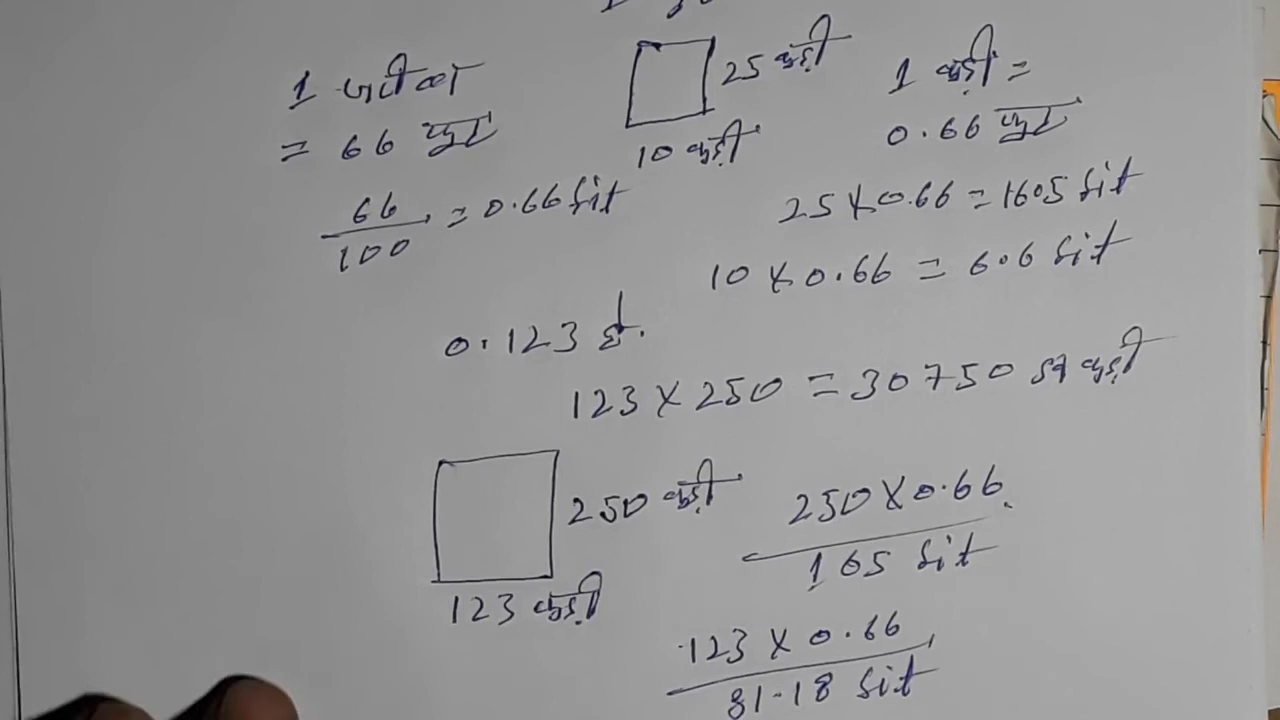 1 जरीब का
= 66 फुट
66
100
= 0.66 fit
25 कड़ी
10 कड़ी
1 कड़ी =
0.66 फुट
25 × 0.66 = 16.5 fit
10 × 0.66 = 6.6 fit
0.123 हे.
123 × 250 = 30750 वर्ग कड़ी
250 कड़ी
123 कड़ी
250 × 0.66
165 fit
123 × 0.66
81.18 fit